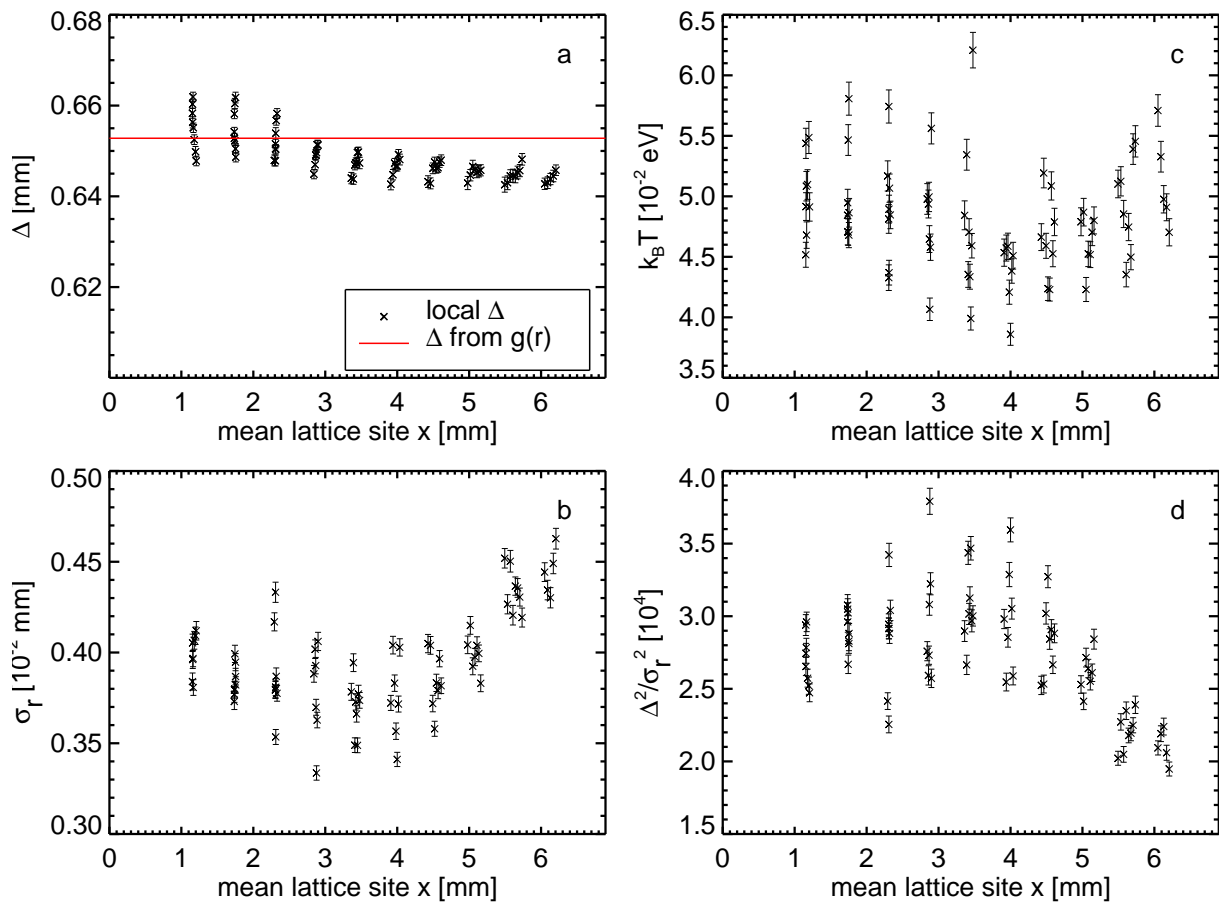 a
0.68
0.66
0.64
0.62
Δ [mm]
0 1 2 3 4 5 6
mean lattice site x [mm]
local Δ
Δ from g(r)
c
6.5
6.0
5.5
5.0
4.5
4.0
3.5
k_B T [10^-2 eV]
0 1 2 3 4 5 6
mean lattice site x [mm]
b
0.50
0.45
0.40
0.35
0.30
σ_r [10^-2 mm]
0 1 2 3 4 5 6
mean lattice site x [mm]
d
4.0
3.5
3.0
2.5
2.0
1.5
Δ²/σ_r² [10⁴]
0 1 2 3 4 5 6
mean lattice site x [mm]